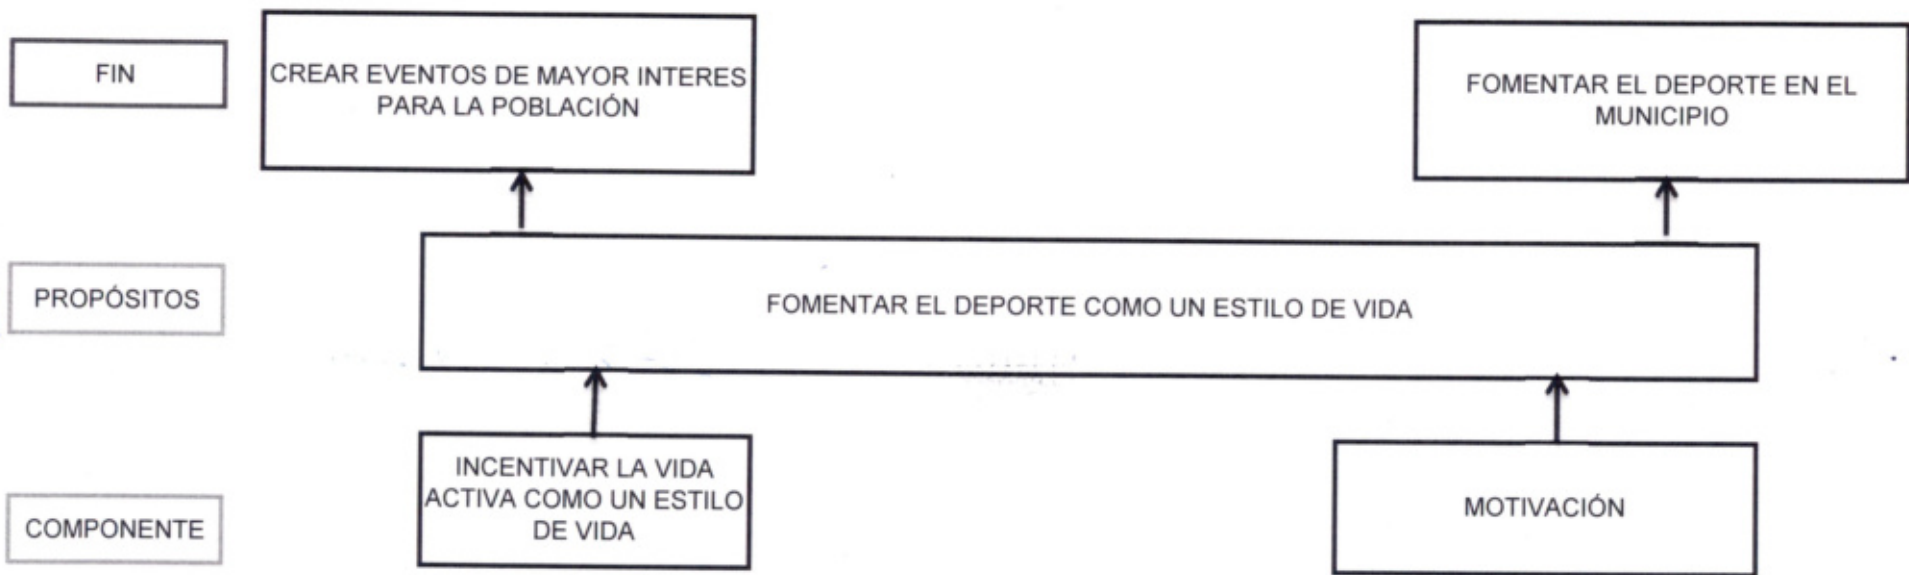 FIN
CREAR EVENTOS DE MAYOR INTERES
PARA LA POBLACIÓN
FOMENTAR EL DEPORTE EN EL
MUNICIPIO
PROPÓSITOS
FOMENTAR EL DEPORTE COMO UN ESTILO DE VIDA
COMPONENTE
INCENTIVAR LA VIDA
ACTIVA COMO UN ESTILO
DE VIDA
MOTIVACIÓN